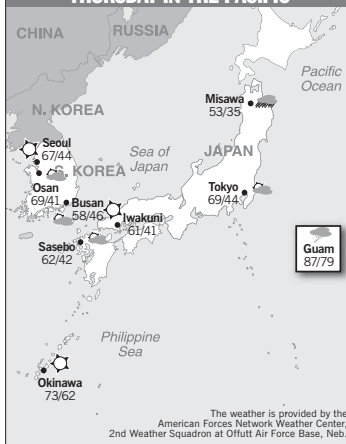 THURSDAY IN THE PACIFIC
CHINA
RUSSIA
Pacific
Ocean
N. KOREA
Misawa
53/35
Seoul
67/44
S. KOREA
Sea of
Japan
JAPAN
Osan
69/41
Busan
58/46
Iwakuni
61/41
Tokyo
69/44
Sasebo
62/42
Guam
87/79
Philippine
Sea
Okinawa
73/62
The weather is provided by the
American Forces Network Weather Center,
2nd Weather Squadron at Offutt Air Force Base, Neb.